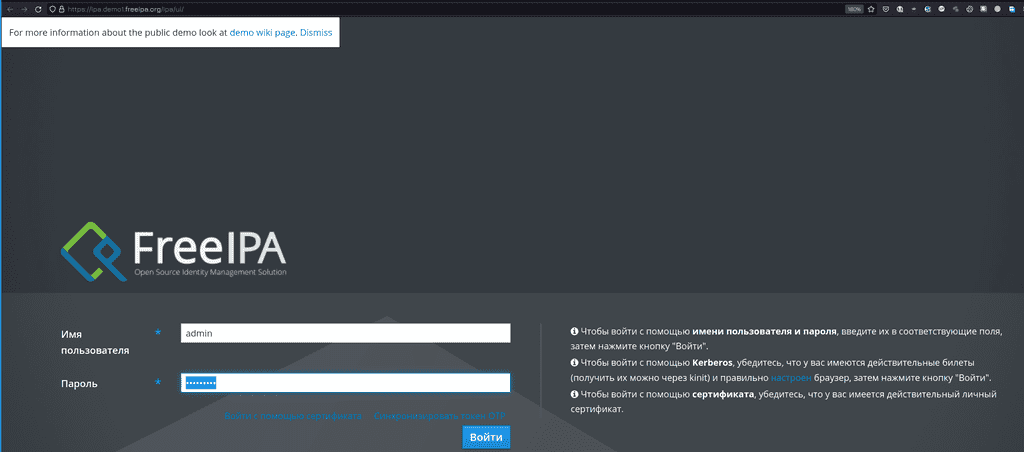 https://ipa.demo1.freeipa.org/ipa/ui/
For more information about the public demo look at demo wiki page. Dismiss
FreeIPA
Open Source Identity Management Solution
Имя пользователя
*
admin
Пароль
*
•••••••••
Войти
Чтобы войти с помощью имени пользователя и пароля, введите их в соответствующие поля,
затем нажмите кнопку "Войти".
Чтобы войти с помощью Kerberos, убедитесь, что у вас имеются действительные билеты
(получить их можно через kinit) и правильно настроен браузер, затем нажмите кнопку "Войти".
Чтобы войти с помощью сертификата, убедитесь, что у вас имеется действительный личный
сертификат.